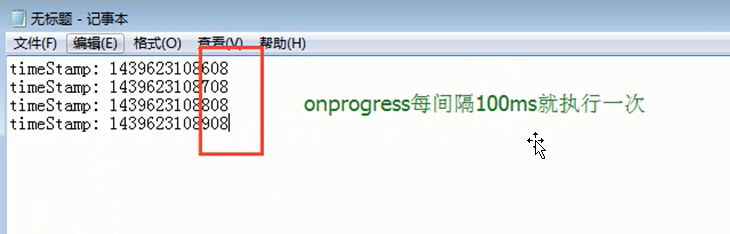 无标题 - 记事本
文件(F) 编辑(E) 格式(O) 查看(V) 帮助(H)
timeStamp: 1439623108608
timeStamp: 1439623108708
timeStamp: 1439623108808
timeStamp: 1439623108908
onprogress每间隔100ms就执行一次